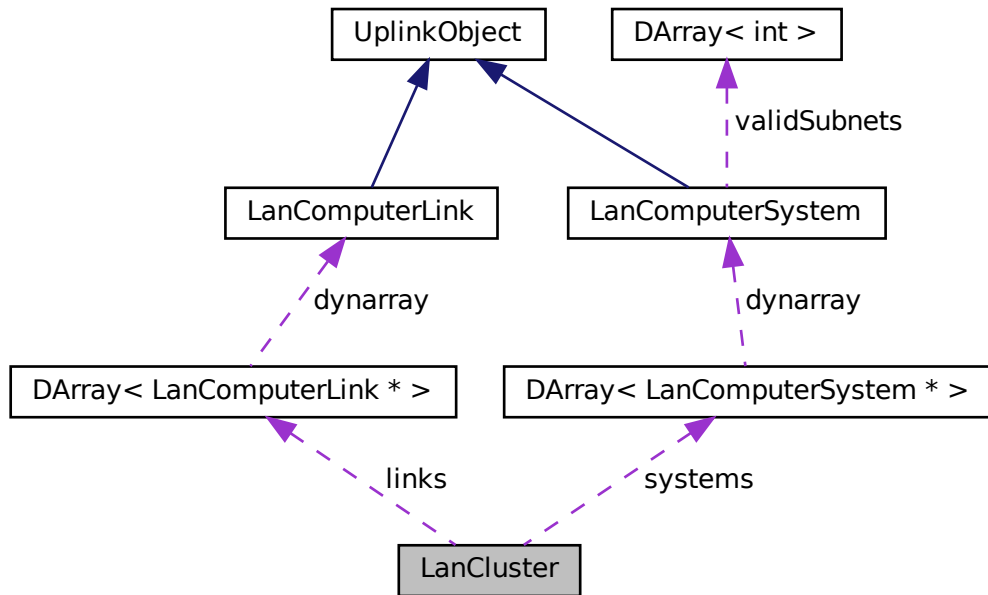 UplinkObject
DArray< int >
validSubnets
LanComputerLink
LanComputerSystem
dynarray
dynarray
DArray< LanComputerLink * >
DArray< LanComputerSystem * >
links
systems
LanCluster